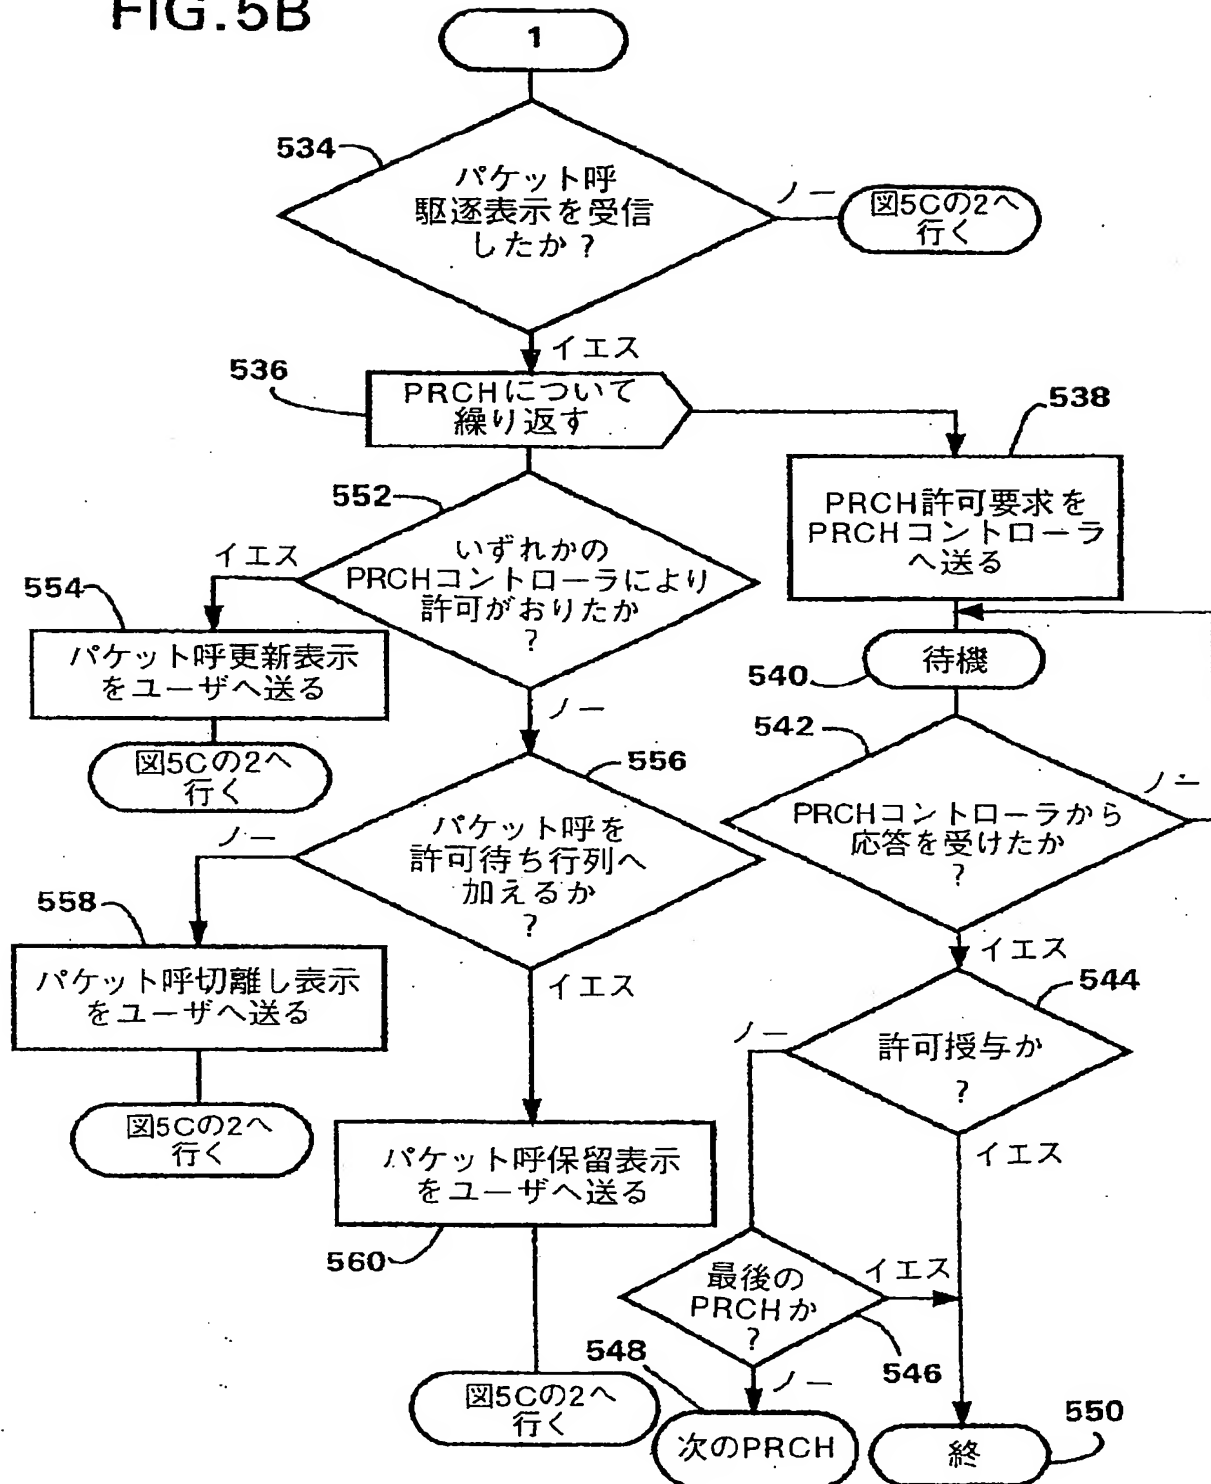 FIG.5B
1
534
パケット呼
駆逐表示を受信
したか?
ノー
図5Cの2へ
行く
イエス
536
PRCHについて
繰り返す
538
PRCH許可要求を
PRCHコントローラ
へ送る
552
いずれかの
PRCHコントローラにより
許可がおりたか
?
イエス
554
パケット呼更新表示
をユーザへ送る
図5Cの2へ
行く
ノー
540
待機
542
PRCHコントローラから
応答を受けたか
?
ノー
556
パケット呼を
許可待ち行列へ
加えるか
?
ノー
558
パケット呼切離し表示
をユーザへ送る
図5Cの2へ
行く
イエス
イエス
544
許可授与か
?
ノー
イエス
パケット呼保留表示
をユーザへ送る
560
図5Cの2へ
行く
最後の
PRCHか
?
イエス
546
548
ノー
次のPRCH
終
550